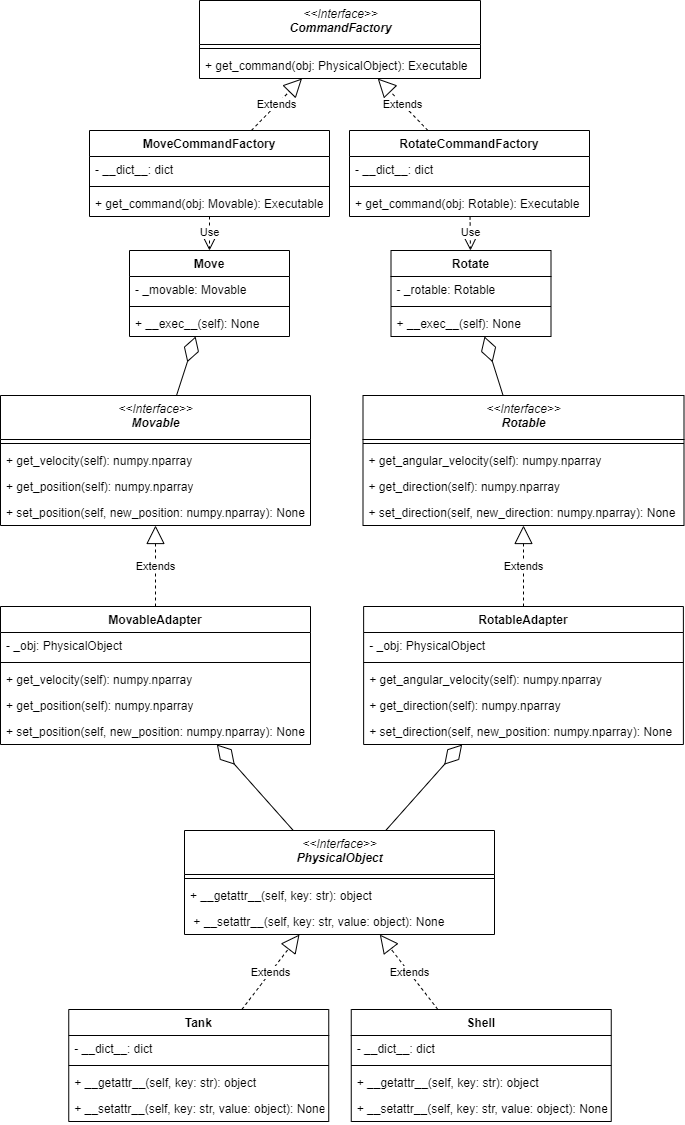 <<Interface>>
CommandFactory
+ get_command(obj: PhysicalObject): Executable
Extends
Extends
MoveCommandFactory
- __dict__: dict
+ get_command(obj: Movable): Executable
RotateCommandFactory
- __dict__: dict
+ get_command(obj: Rotable): Executable
Use
Use
Move
- _movable: Movable
+ __exec__(self): None
Rotate
- _rotable: Rotable
+ __exec__(self): None
<<Interface>>
Movable
+ get_velocity(self): numpy.nparray
+ get_position(self): numpy.nparray
+ set_position(self, new_position: numpy.nparray): None
<<Interface>>
Rotable
+ get_angular_velocity(self): numpy.nparray
+ get_direction(self): numpy.nparray
+ set_direction(self, new_direction: numpy.nparray): None
Extends
Extends
MovableAdapter
- _obj: PhysicalObject
+ get_velocity(self): numpy.nparray
+ get_position(self): numpy.nparray
+ set_position(self, new_position: numpy.nparray): None
RotableAdapter
- _obj: PhysicalObject
+ get_angular_velocity(self): numpy.nparray
+ get_direction(self): numpy.nparray
+ set_direction(self, new_position: numpy.nparray): None
<<Interface>>
PhysicalObject
+ __getattr__(self, key: str): object
+ __setattr__(self, key: str, value: object): None
Extends
Extends
Tank
- __dict__: dict
+ __getattr__(self, key: str): object
+ __setattr__(self, key: str, value: object): None
Shell
- __dict__: dict
+ __getattr__(self, key: str): object
+ __setattr__(self, key: str, value: object): None